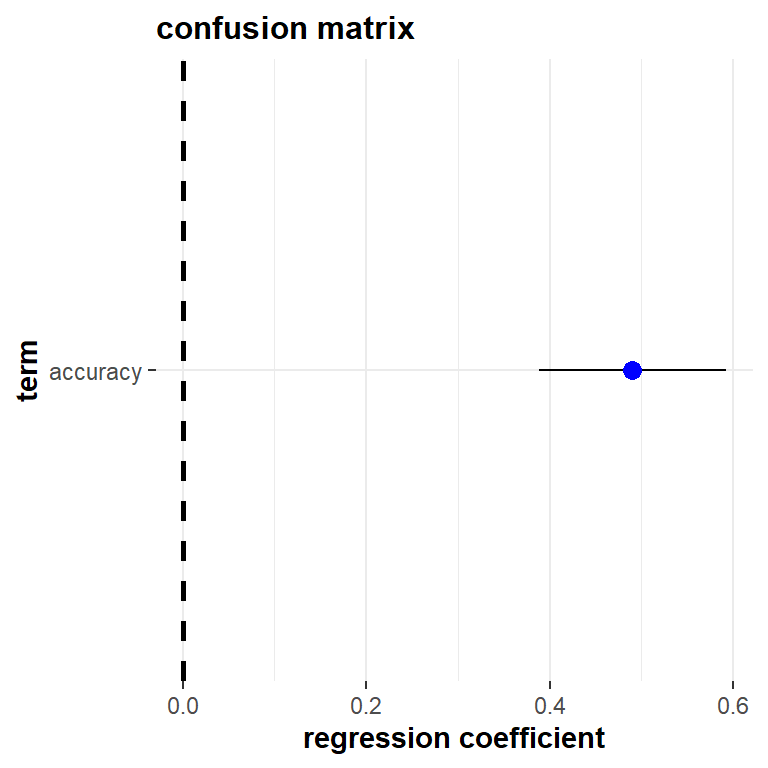 confusion matrix
term
accuracy
0.0 0.2 0.4 0.6
regression coefficient